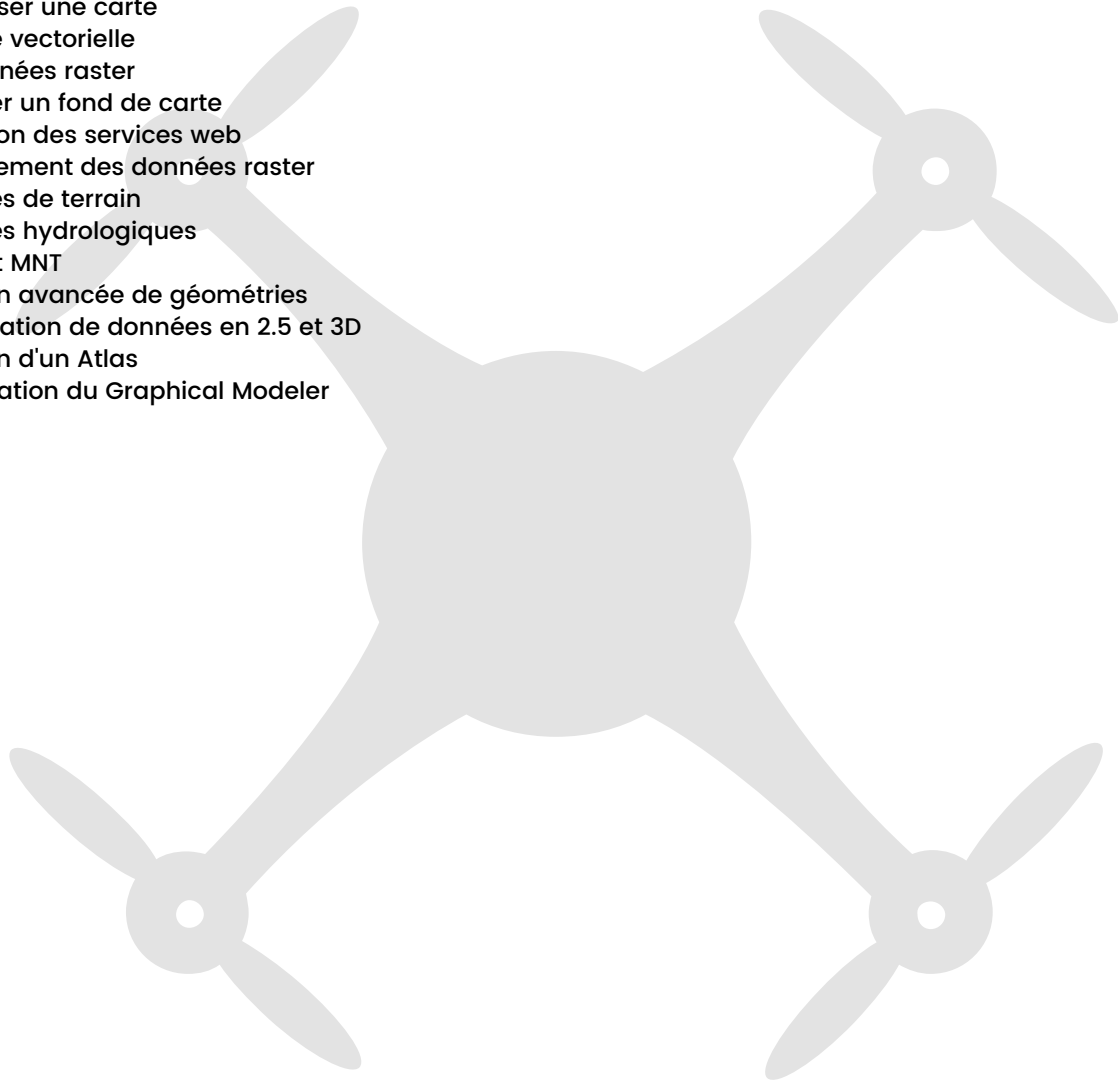 ser une carte
e vectorielle
nées raster
er un fond de carte
on des services web
ement des données raster
es de terrain
es hydrologiques
t MNT
n avancée de géométries
ation de données en 2.5 et 3D
n d'un Atlas
ation du Graphical Modeler